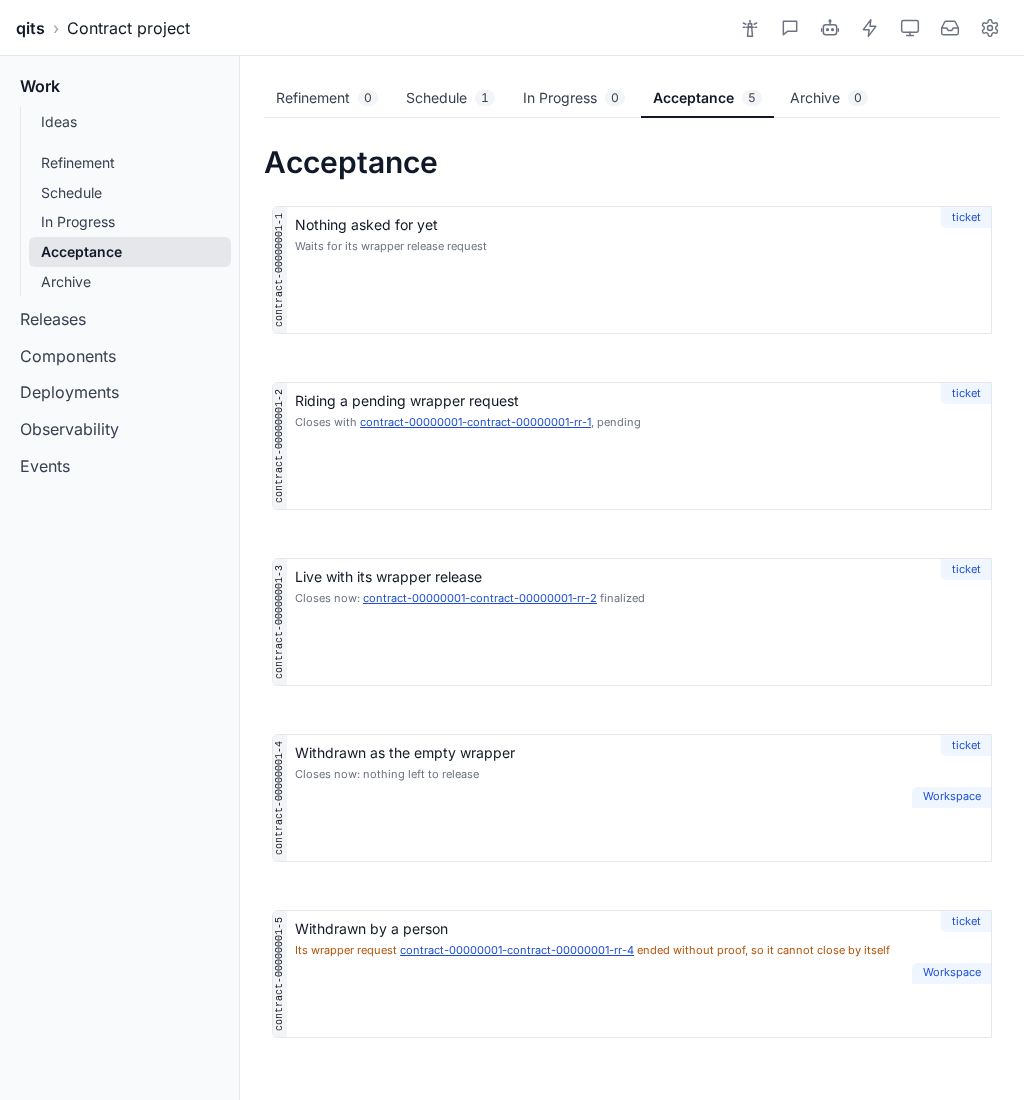 qits › Contract project
Work
Ideas
Refinement
Schedule
In Progress
Acceptance
Archive
Releases
Components
Deployments
Observability
Events
Refinement 0 Schedule 1 In Progress 0 Acceptance 5 Archive 0
Acceptance
contract-00000001-1
Nothing asked for yet
ticket
Waits for its wrapper release request
contract-00000001-2
Riding a pending wrapper request
ticket
Closes with contract-00000001-contract-00000001-rr-1, pending
contract-00000001-3
Live with its wrapper release
ticket
Closes now: contract-00000001-contract-00000001-rr-2 finalized
contract-00000001-4
Withdrawn as the empty wrapper
ticket
Closes now: nothing left to release
Workspace
contract-00000001-5
Withdrawn by a person
ticket
Its wrapper request contract-00000001-contract-00000001-rr-4 ended without proof, so it cannot close by itself
Workspace